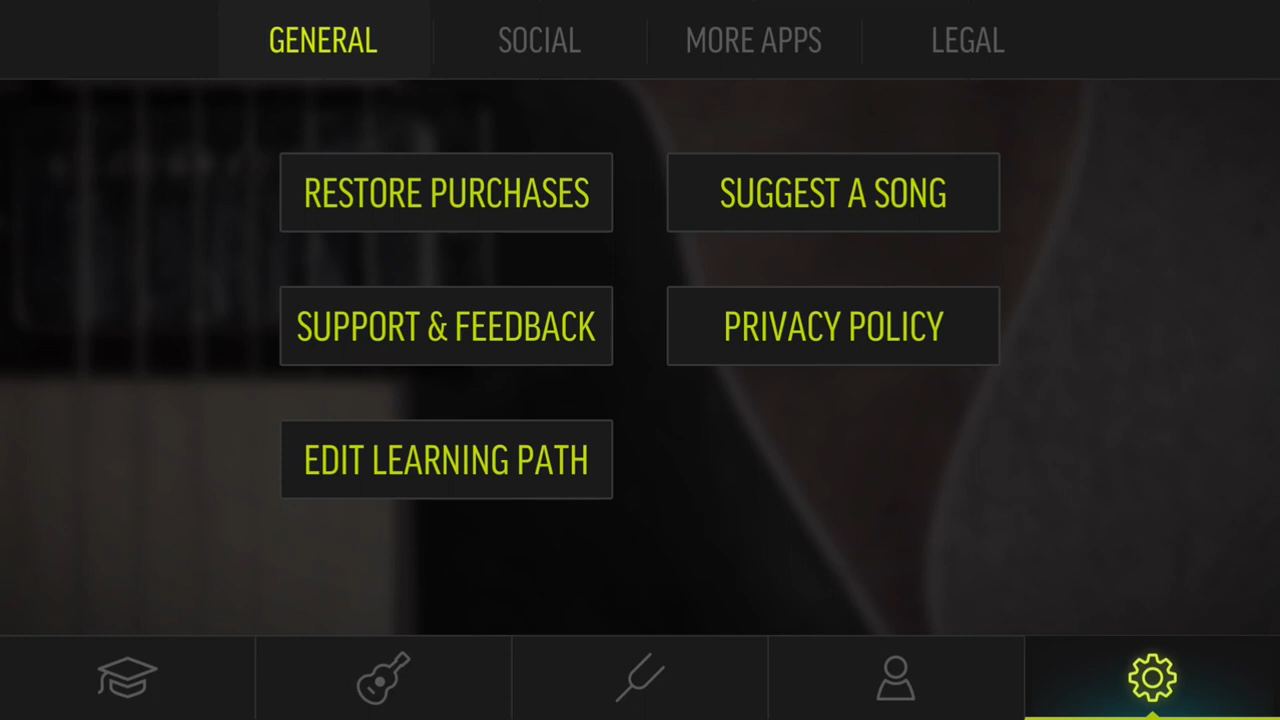 GENERAL
SOCIAL
MORE APPS
LEGAL
RESTORE PURCHASES
SUGGEST A SONG
SUPPORT & FEEDBACK
PRIVACY POLICY
EDIT LEARNING PATH